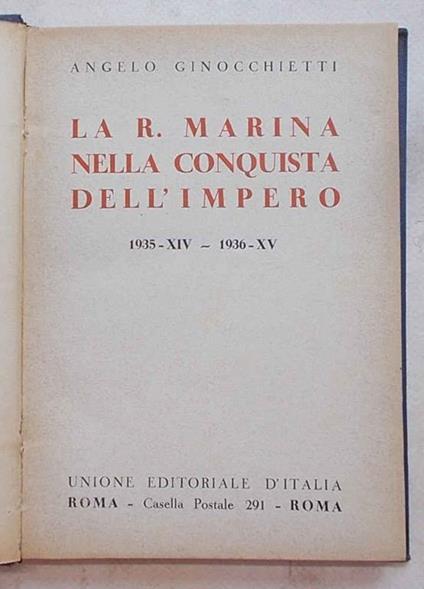 ANGELO GINOCCHIETTI
LA R. MARINA
NELLA CONQUISTA
DELL'IMPERO
1935-XIV - 1936-XV
UNIONE EDITORIALE D'ITALIA
ROMA - Casella Postale 291 - ROMA